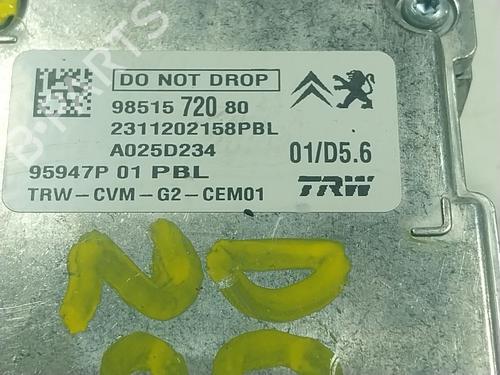 DO NOT DROP
98515 720 80
2311202158PBL
A025D234
01/D5.6
95947P 01 PBL
TRW-CVM-G2-CEM01
TRW
ND
B-PARTS